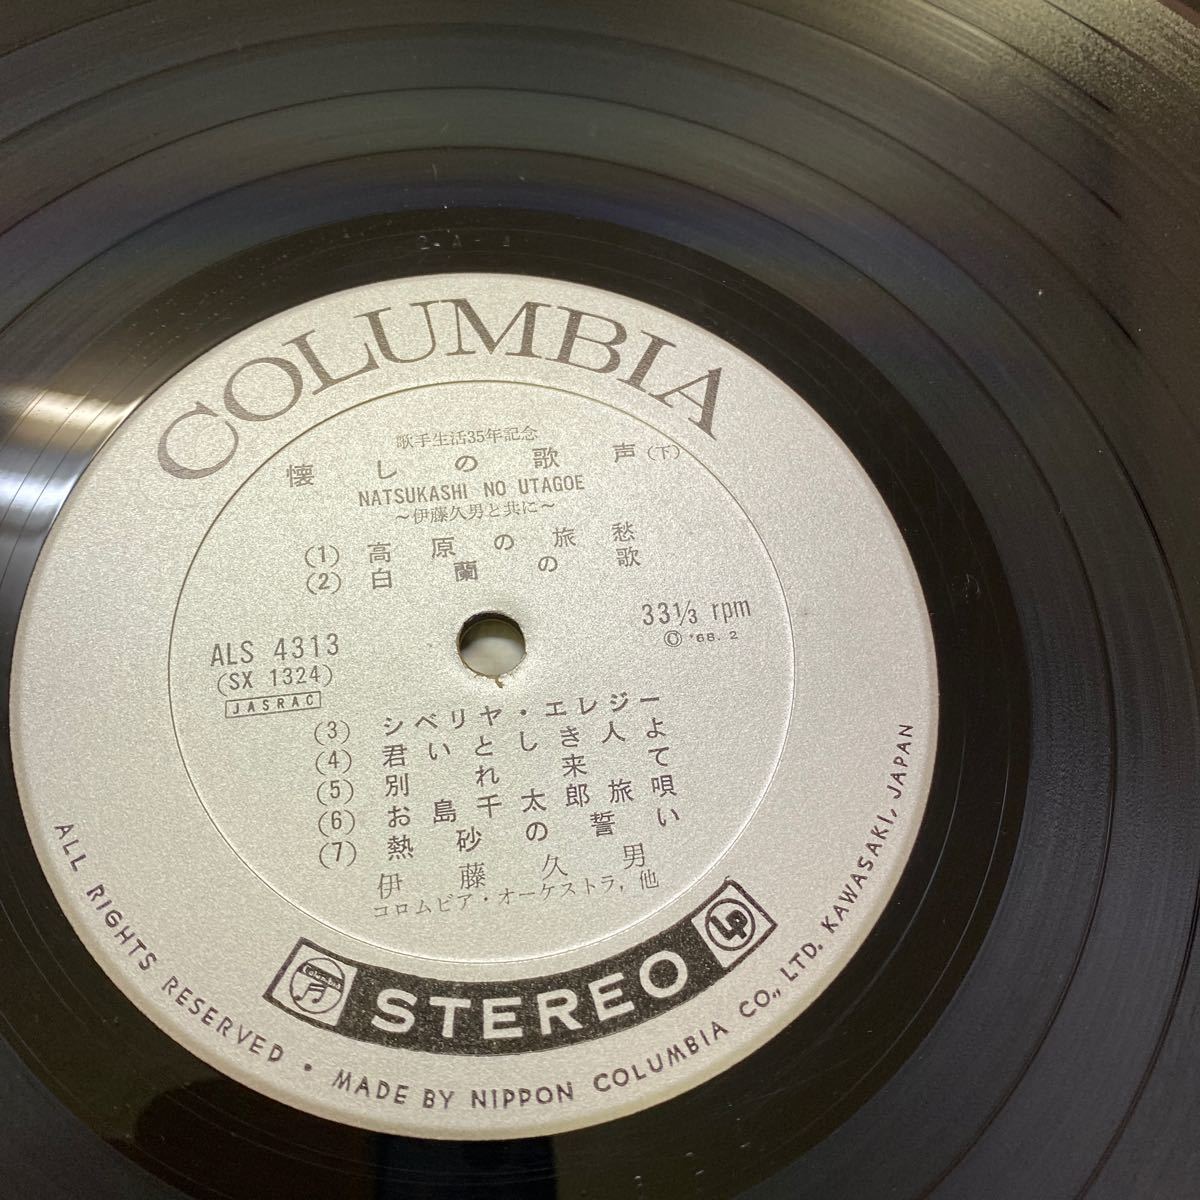 COLUMBIA
歌手生活35年記念
懐しの歌声(下)
NATSUKASHI NO UTAGOE
~伊藤久男と共に~
(1) 高原の旅愁
(2) 白蘭の歌
ALS 4313
(SX 1324)
JASRAC
33⅓ rpm
Ⓒ '68. 2
(3) シベリヤ・エレジー
(4) 君いとしき人よ
(5) 別れ来て
(6) お島千太郎旅唄
(7) 熱砂の誓い
伊藤久男
コロムビア・オーケストラ, 他
Columbia
STEREO
LP
ALL RIGHTS RESERVED • MADE BY NIPPON COLUMBIA CO., LTD. KAWASAKI, JAPAN